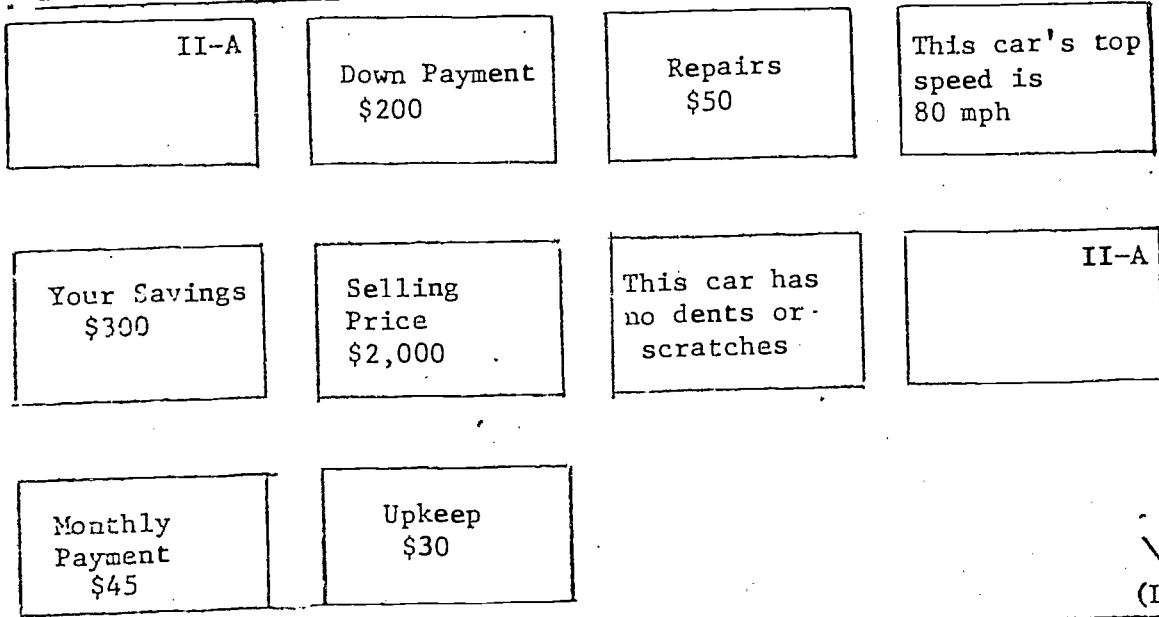 II-A
Down Payment
$200
Repairs
$50
This car's top
speed is
80 mph
Your Savings
$300
Selling
Price
$2,000
This car has
no dents or
scratches
II-A
Monthly
Payment
$45
Upkeep
$30